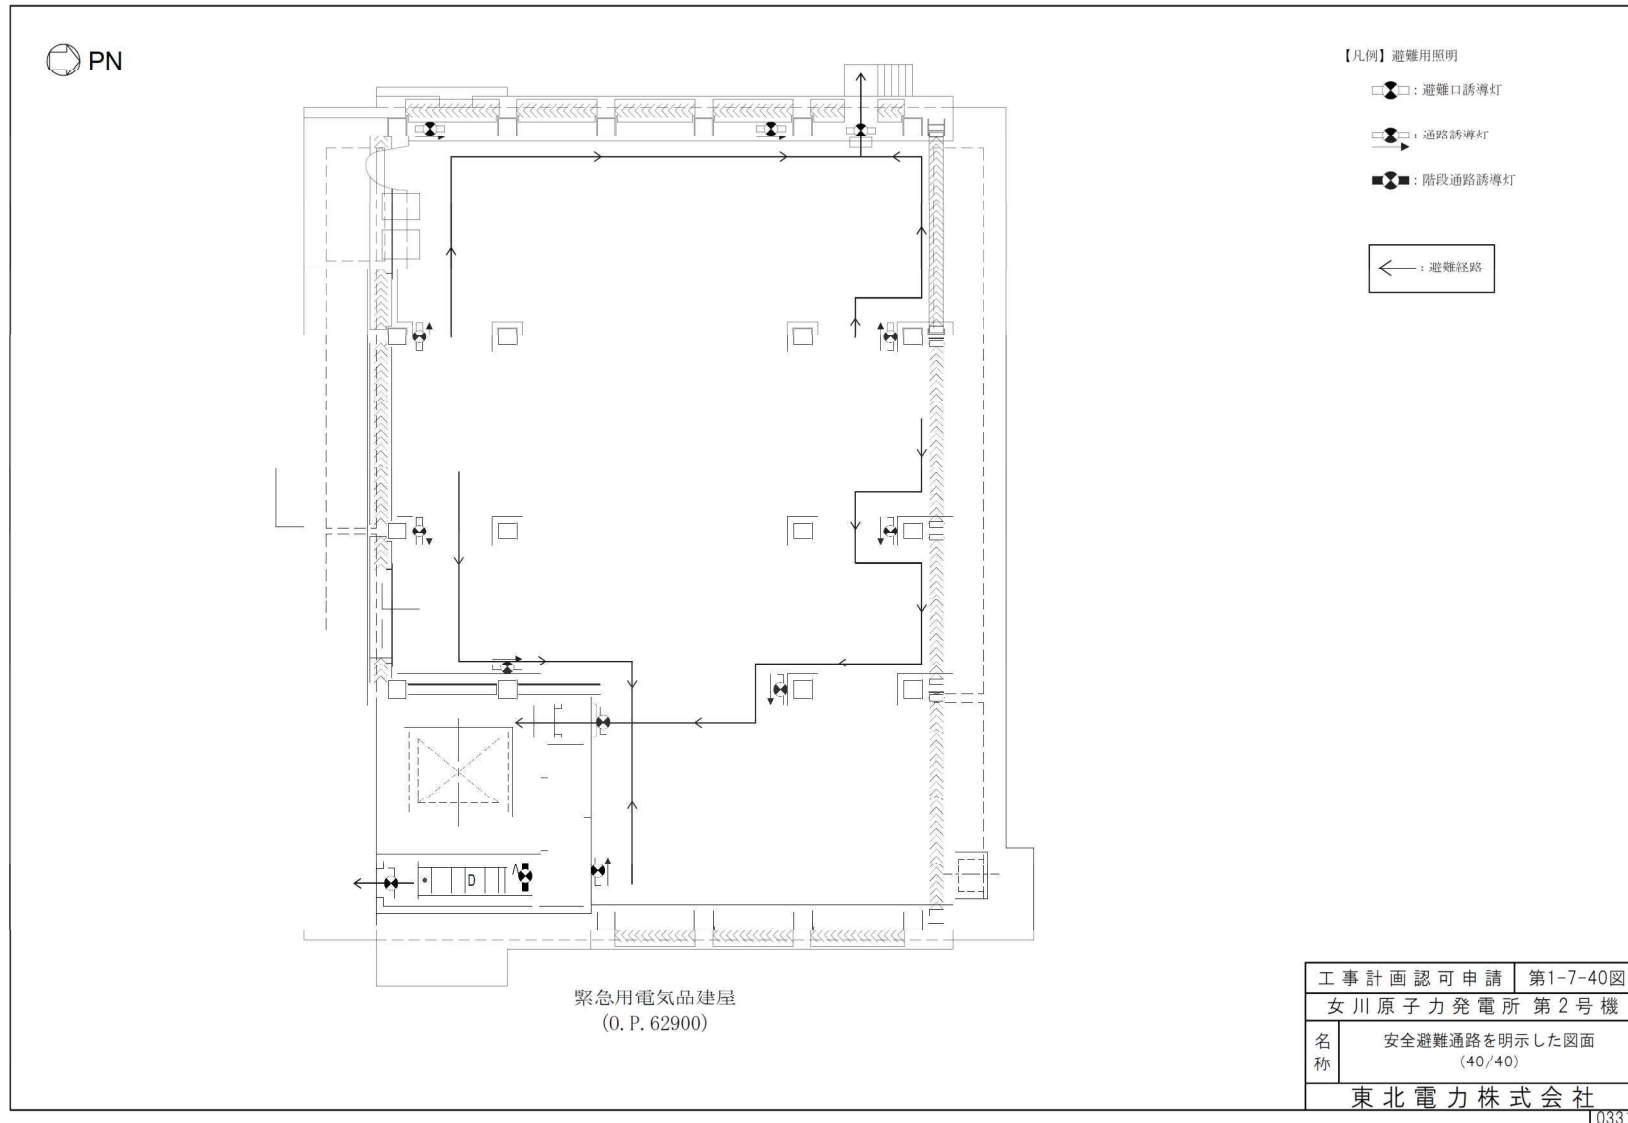 PN
【凡例】避難用照明
：避難口誘導灯
：通路誘導灯
：階段通路誘導灯
：避難経路
D
緊急用電気品建屋
(O.P.62900)
工事計画認可申請 第1-7-40図
女川原子力発電所 第2号機
名称 安全避難通路を明示した図面
(40/40)
東北電力株式会社